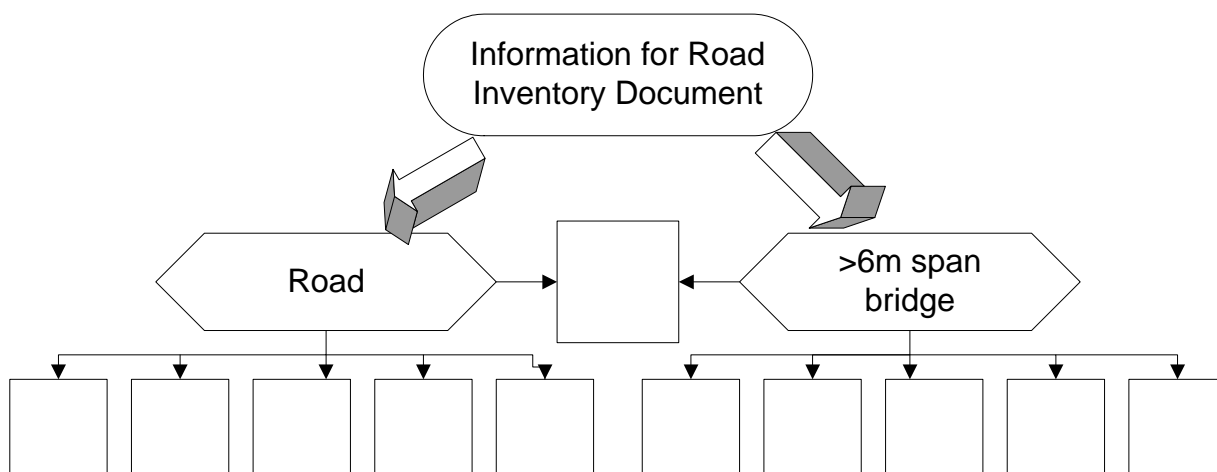 Information for Road
Inventory Document
Road
>6m span
bridge